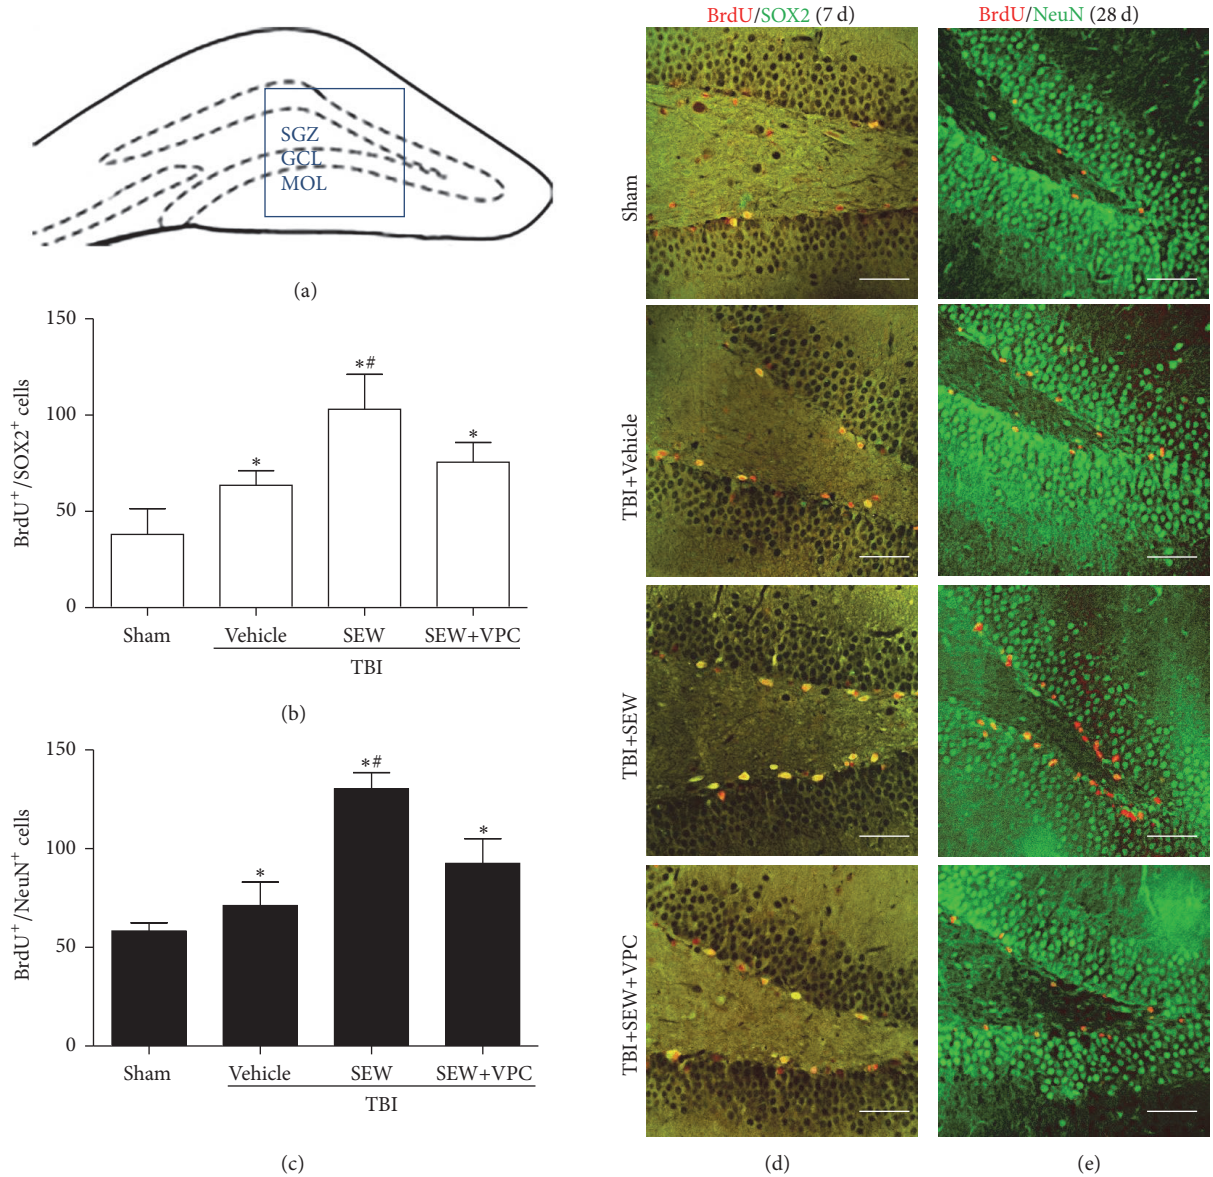 SGZ
GCL
MOL
(a)
150
100
50
0
BrdU⁺/SOX2⁺ cells
*
*#
*
Sham Vehicle SEW SEW+VPC
TBI
(b)
150
100
50
0
BrdU⁺/NeuN⁺ cells
*
*#
*
Sham Vehicle SEW SEW+VPC
TBI
(c)
BrdU/SOX2 (7 d)
BrdU/NeuN (28 d)
Sham
TBI+Vehicle
TBI+SEW
TBI+SEW+VPC
(d)
(e)